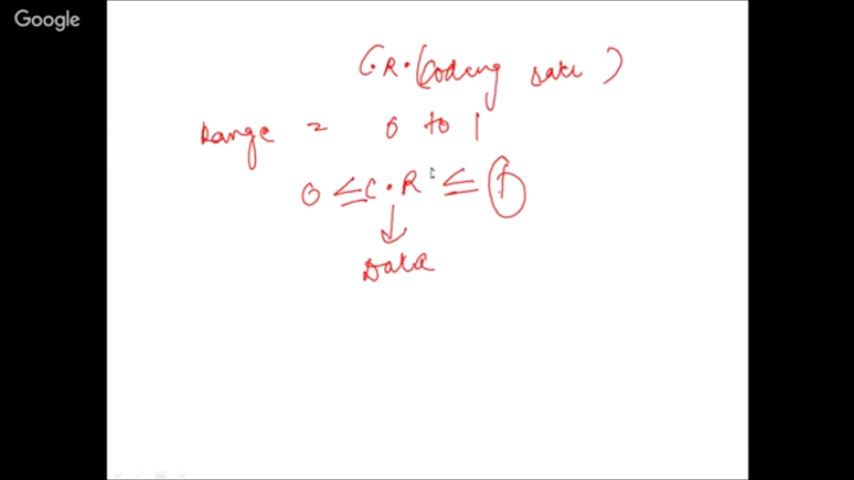 Google
C.R.(Coding rate)
Range = 0 to 1
0 ≤ C.R ≤ 1
↓
Data